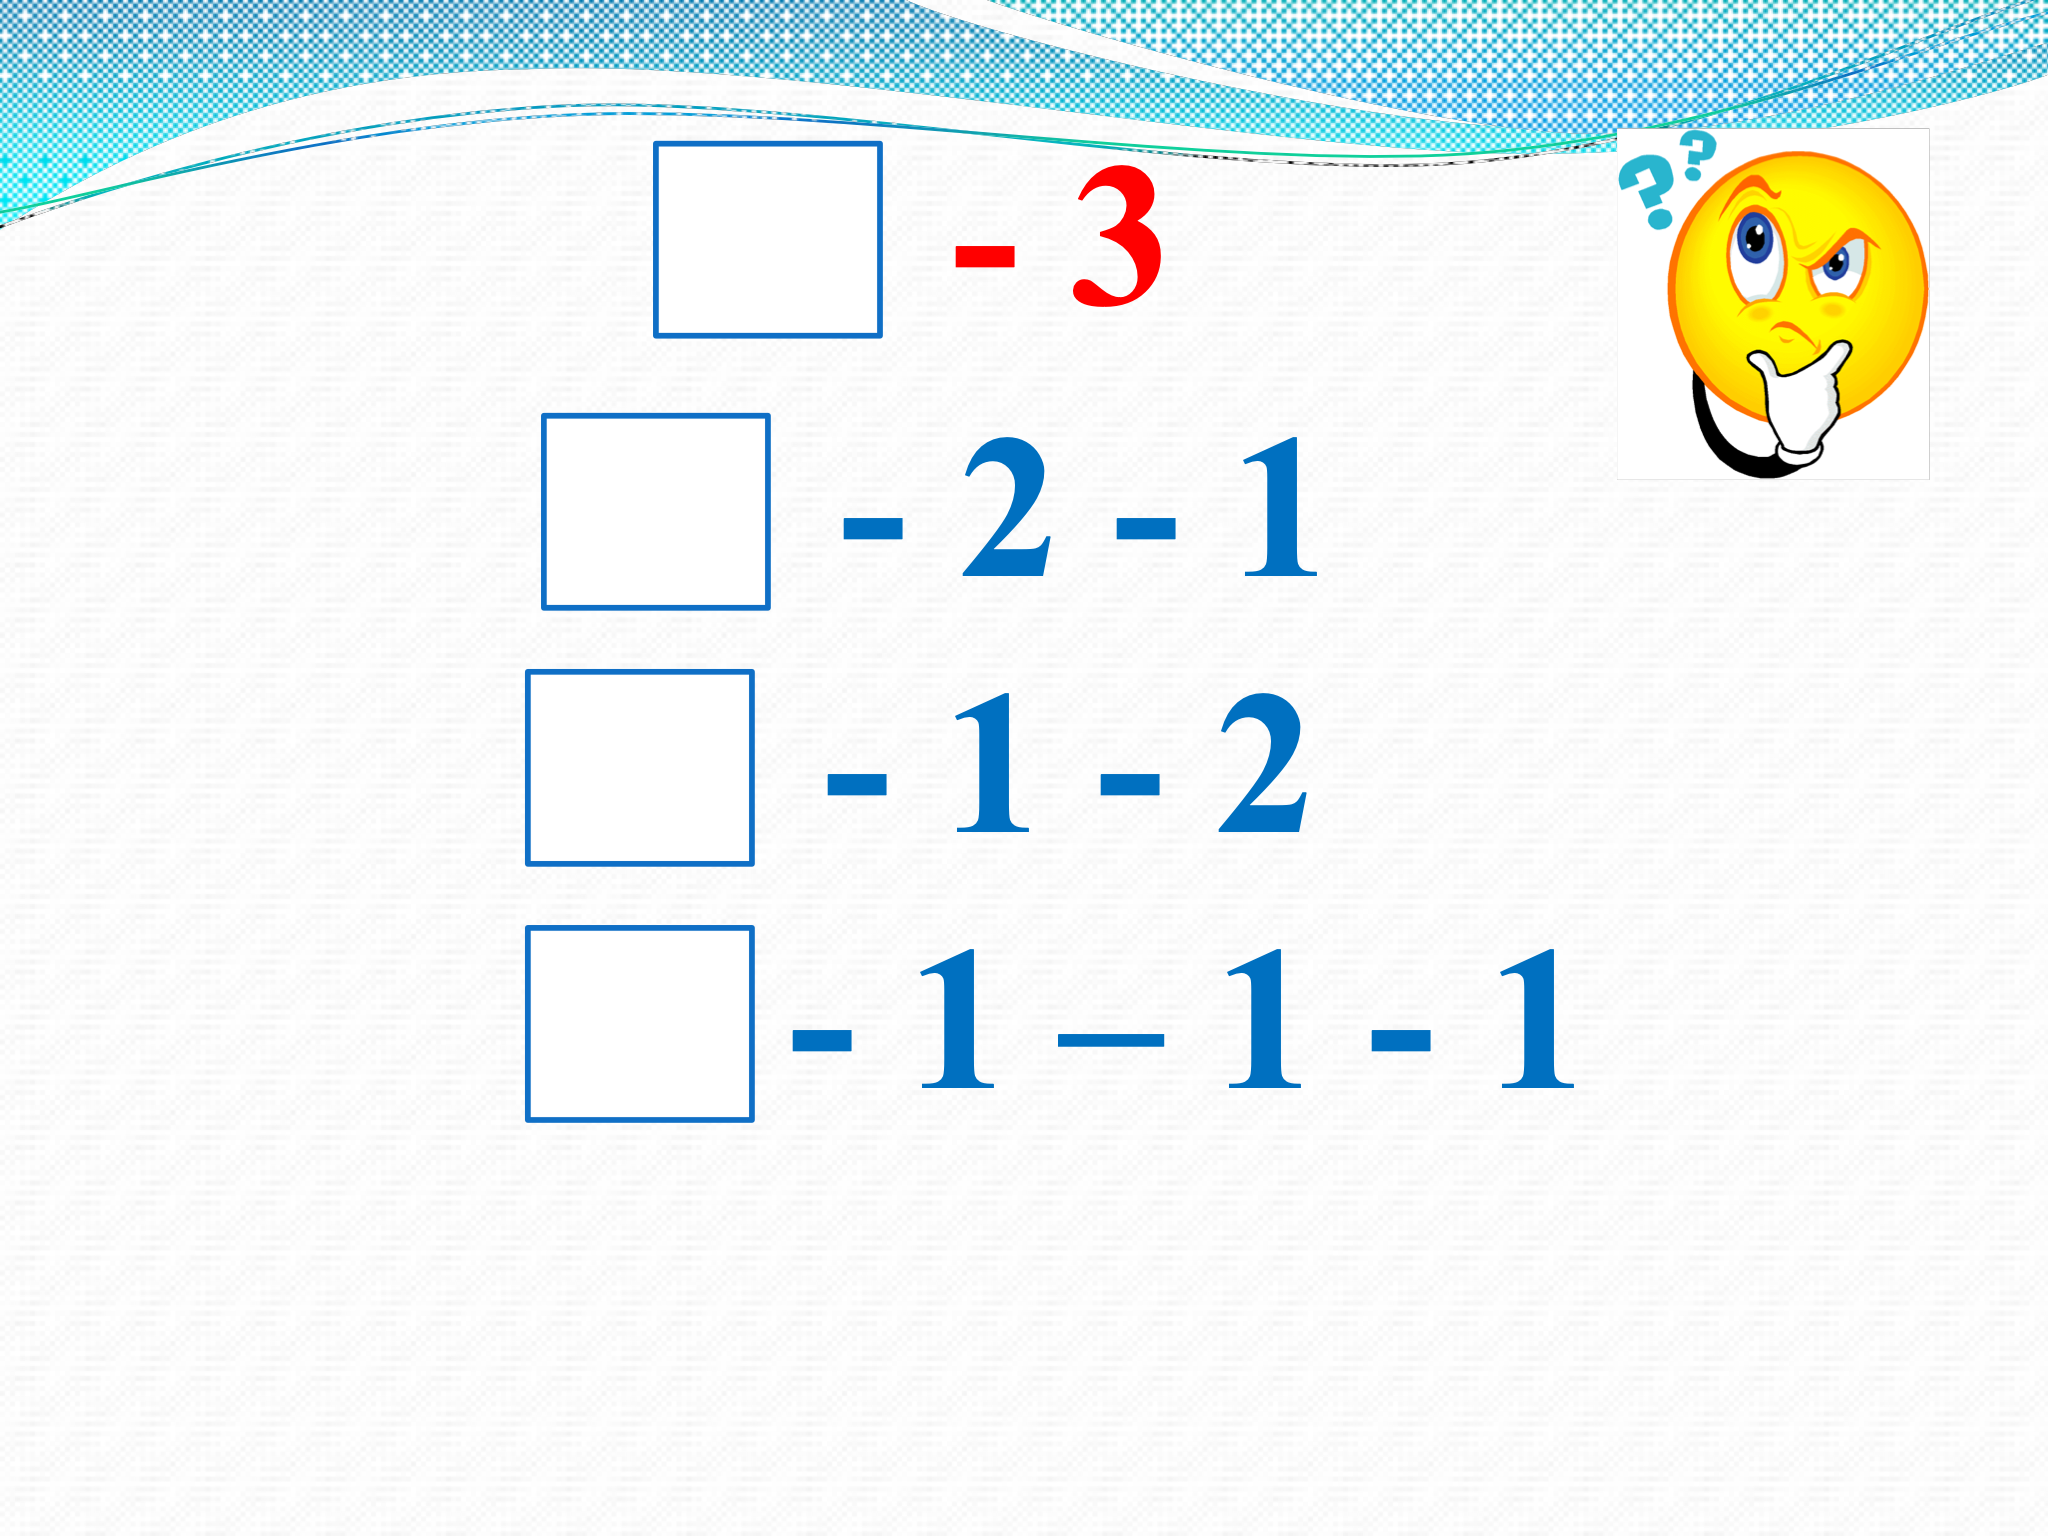 - 3
- 2 - 1
- 1 - 2
- 1 – 1 - 1
??